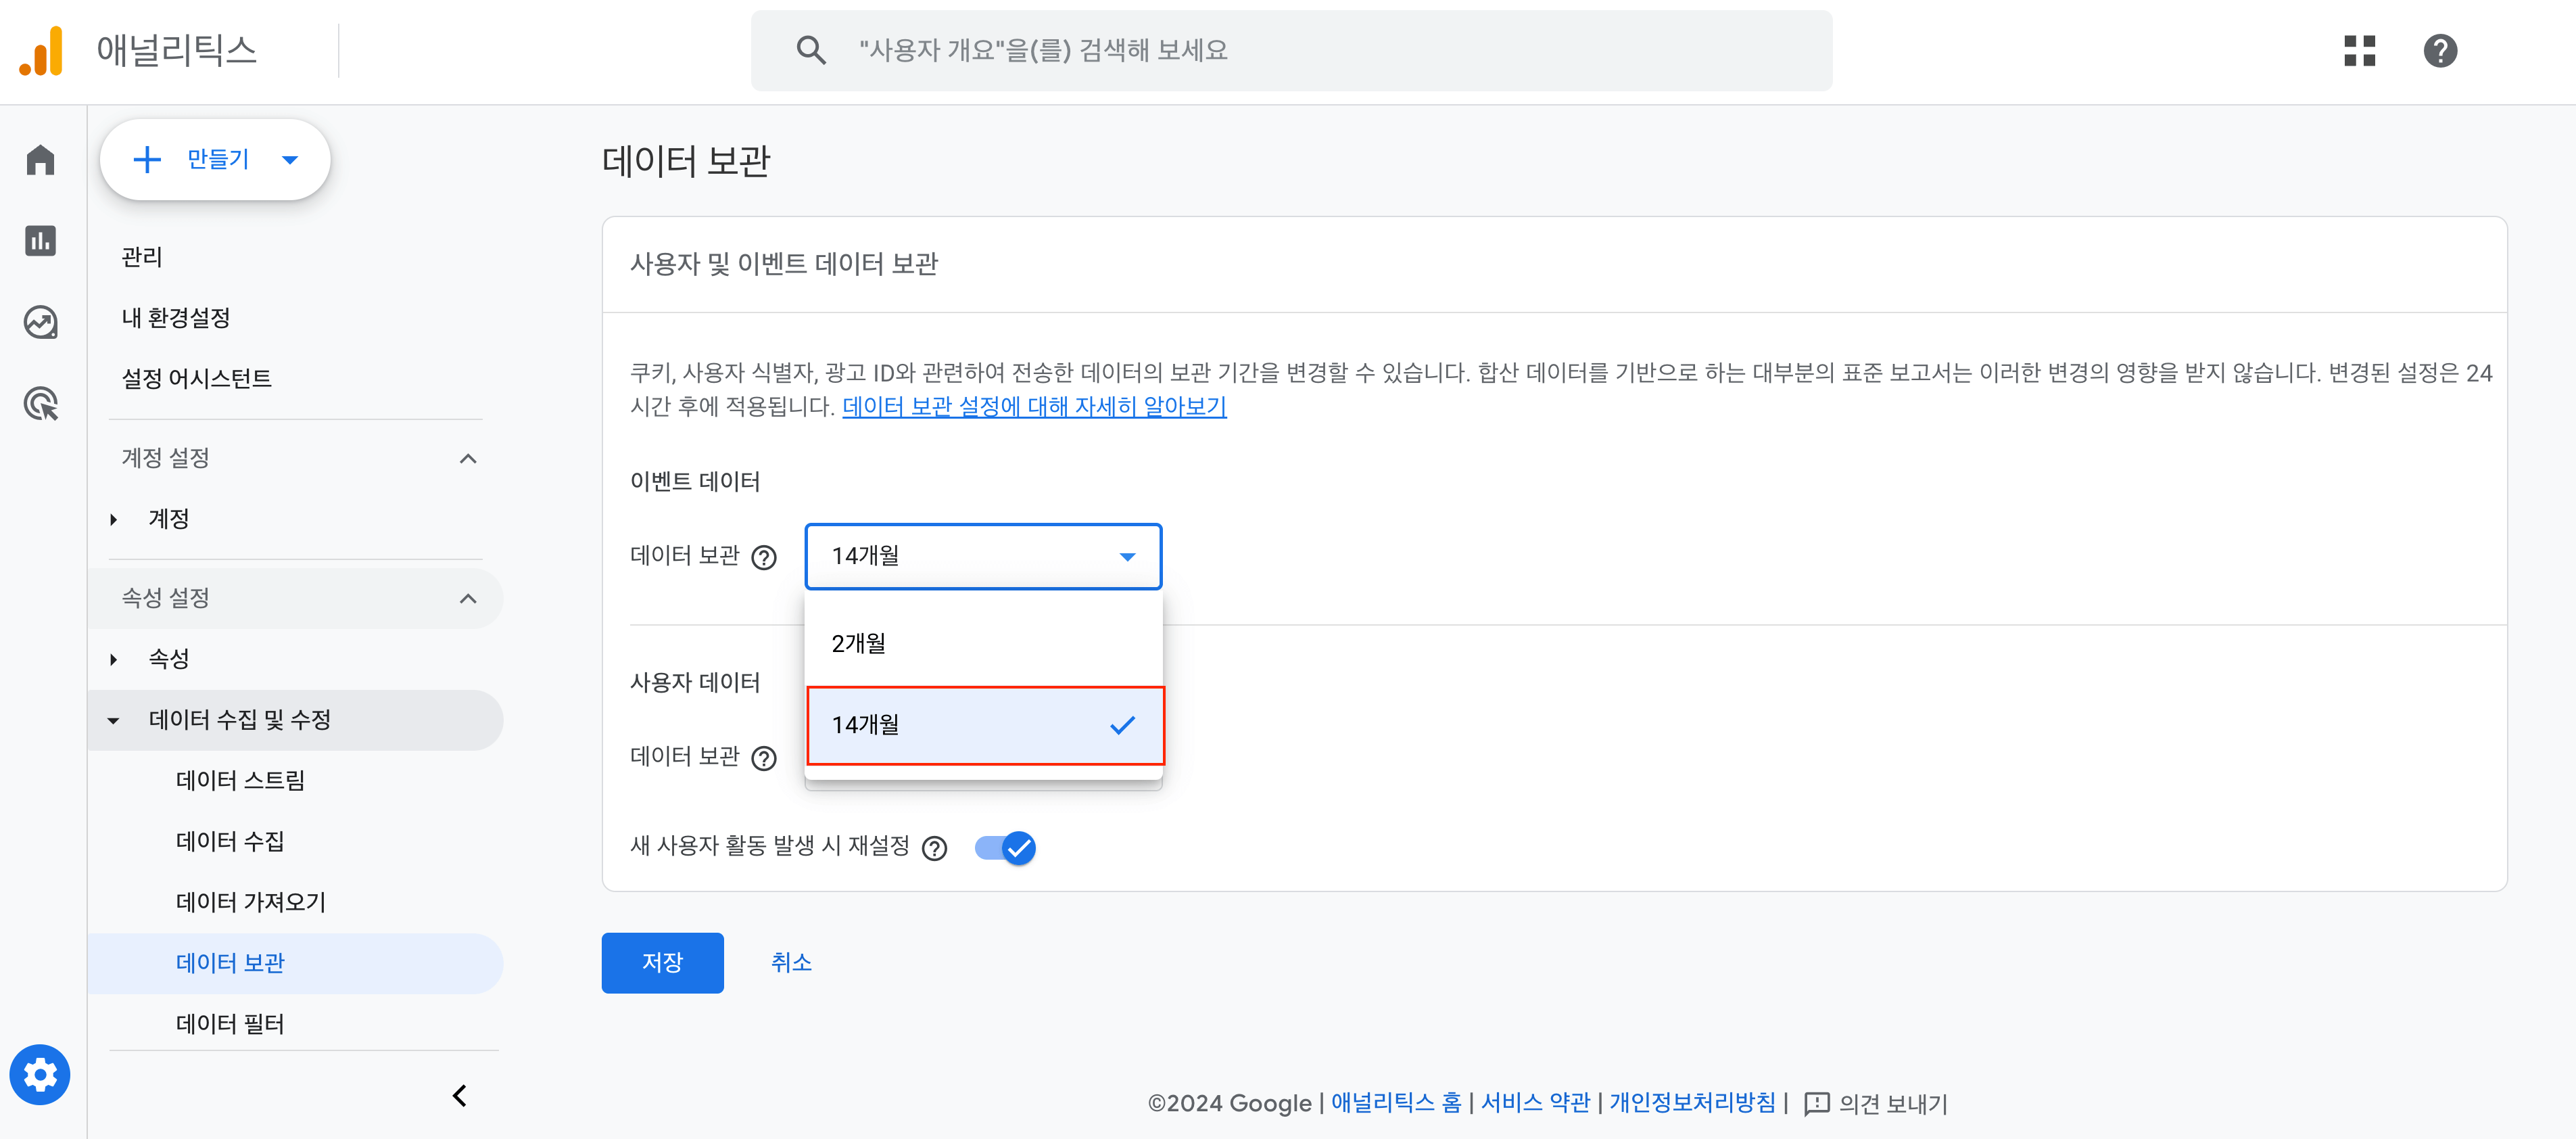 애널리틱스
"사용자 개요"을(를) 검색해 보세요
만들기
관리
내 환경설정
설정 어시스턴트
계정 설정
계정
속성 설정
속성
데이터 수집 및 수정
데이터 스트림
데이터 수집
데이터 가져오기
데이터 보관
데이터 필터
데이터 보관
사용자 및 이벤트 데이터 보관
쿠키, 사용자 식별자, 광고 ID와 관련하여 전송한 데이터의 보관 기간을 변경할 수 있습니다. 합산 데이터를 기반으로 하는 대부분의 표준 보고서는 이러한 변경의 영향을 받지 않습니다. 변경된 설정은 24
시간 후에 적용됩니다. 데이터 보관 설정에 대해 자세히 알아보기
이벤트 데이터
데이터 보관 14개월
2개월
14개월
사용자 데이터
데이터 보관
새 사용자 활동 발생 시 재설정
저장 취소
©2024 Google | 애널리틱스 홈 | 서비스 약관 | 개인정보처리방침 | 의견 보내기